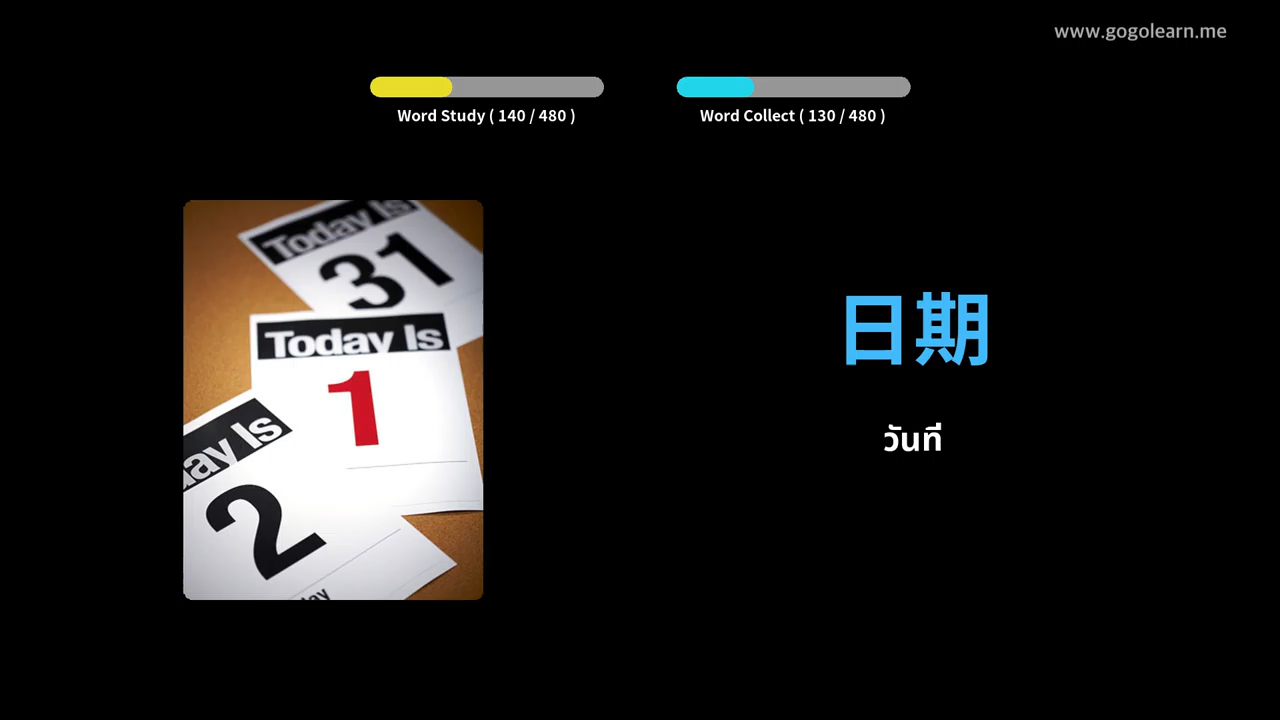 www.gogolearn.me
Word Study ( 140 / 480 )
Word Collect ( 130 / 480 )
Today Is
31
Today Is
1
ay Is
2
日期
วันที่